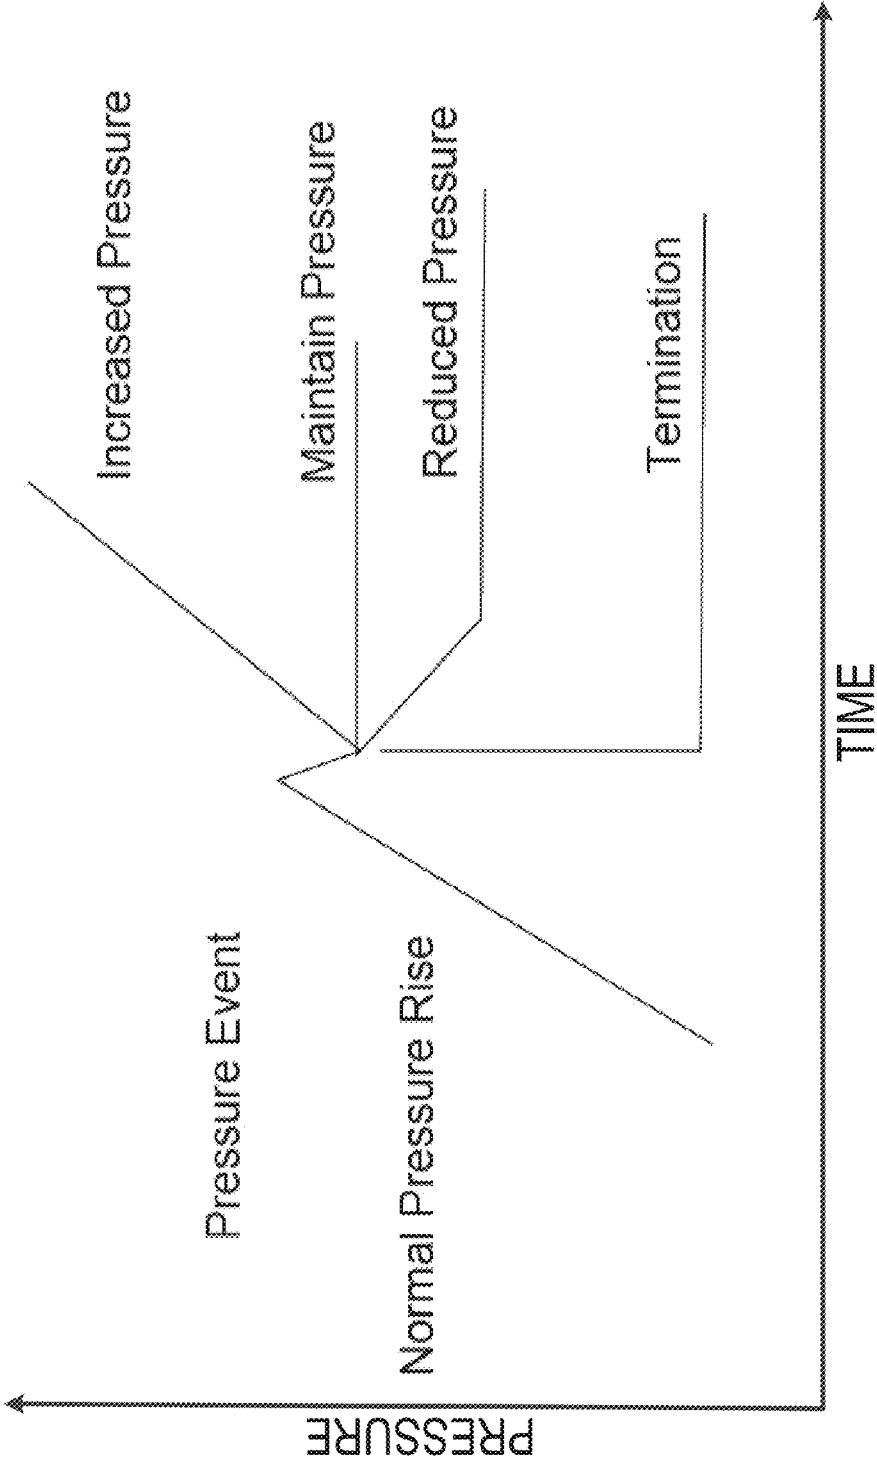 PRESSURE
Pressure Event
Normal Pressure Rise
Increased Pressure
Maintain Pressure
Reduced Pressure
Termination
TIME